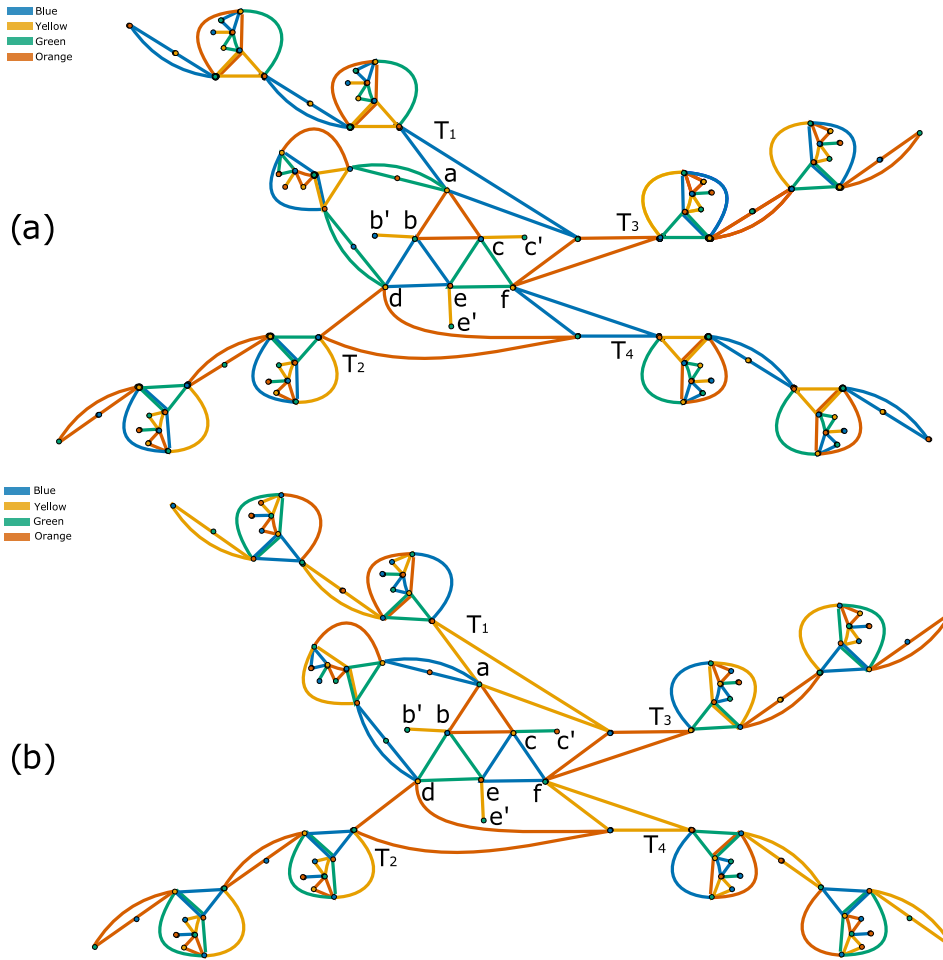 Blue
Yellow
Green
Orange
T1
a
(a)
b' b c c'
T3
d e f
e'
T2
T4
Blue
Yellow
Green
Orange
T1
a
b' b c c'
T3
(b)
d e f
e'
T2
T4